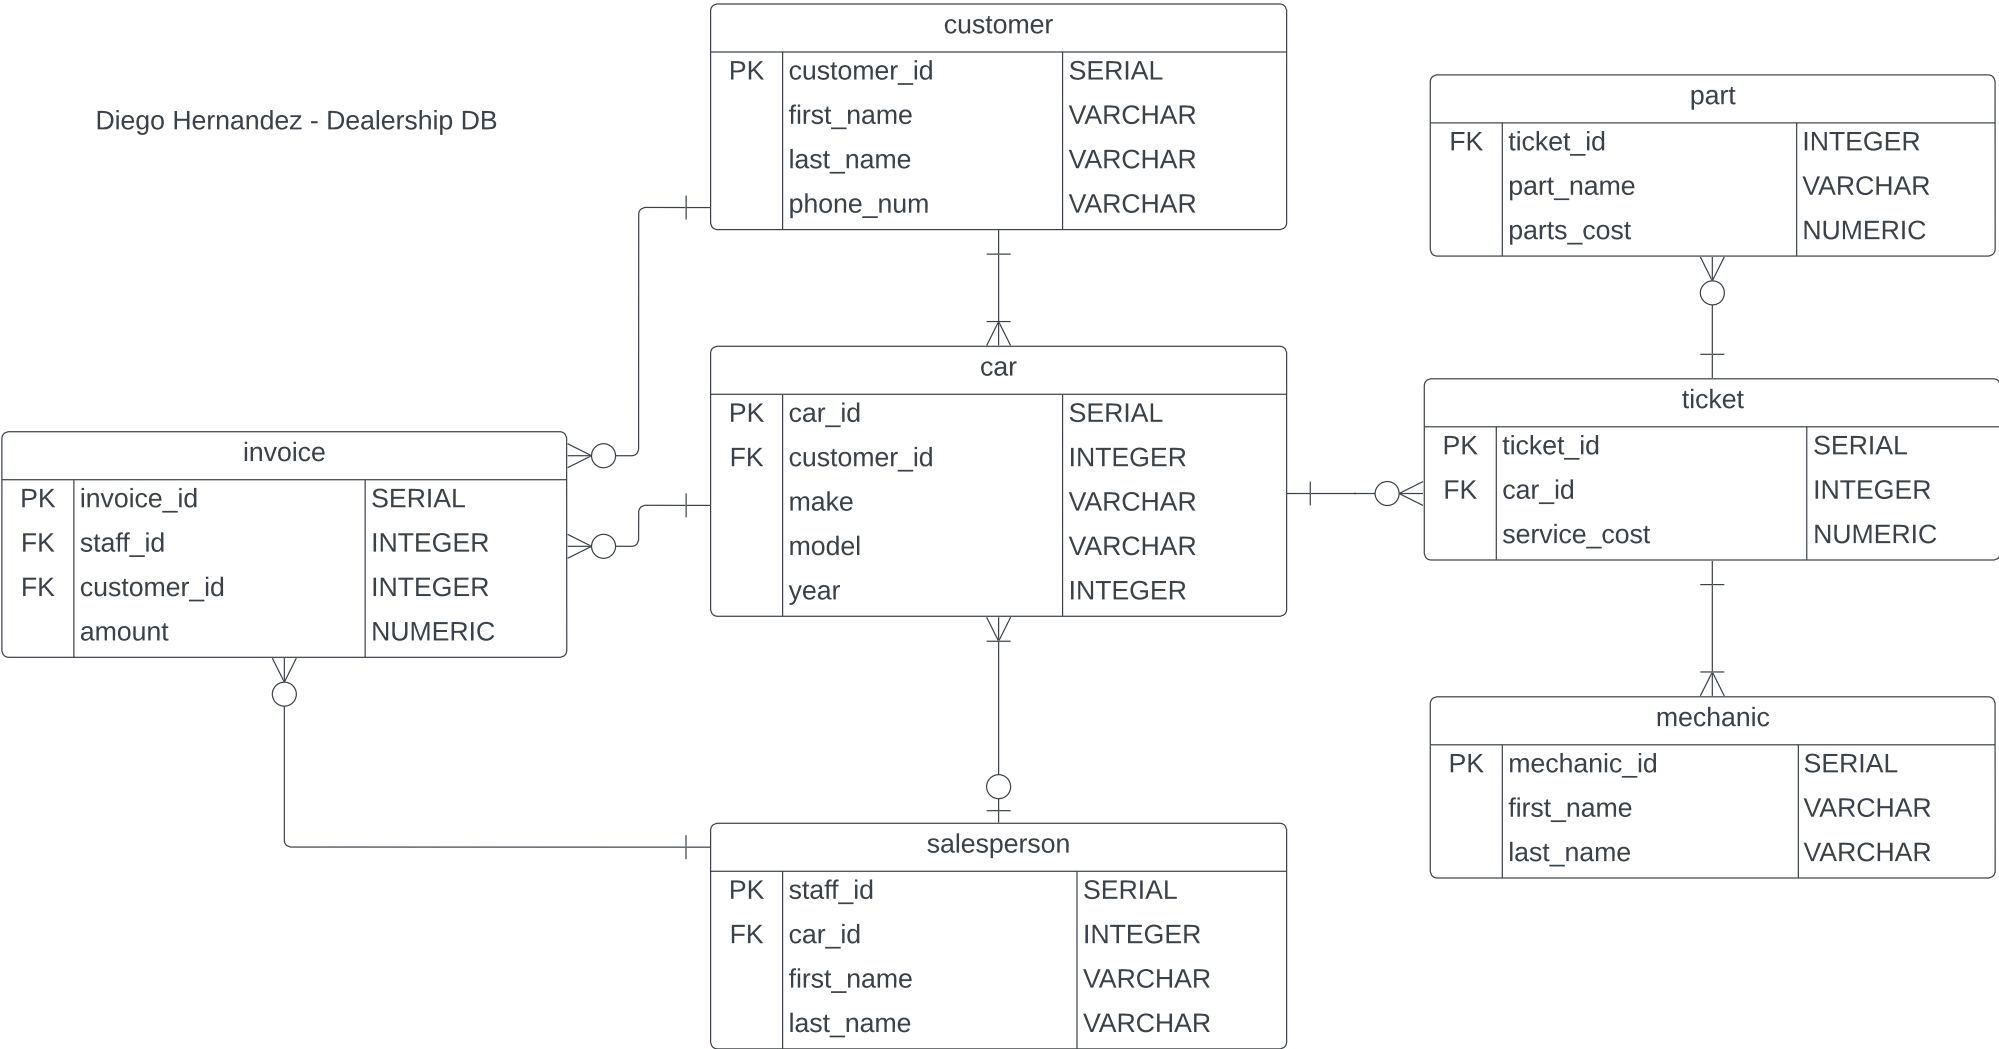 Diego Hernandez - Dealership DB
customer
PK customer_id SERIAL
first_name VARCHAR
last_name VARCHAR
phone_num VARCHAR
part
FK ticket_id INTEGER
part_name VARCHAR
parts_cost NUMERIC
car
PK car_id SERIAL
FK customer_id INTEGER
make VARCHAR
model VARCHAR
year INTEGER
ticket
PK ticket_id SERIAL
FK car_id INTEGER
service_cost NUMERIC
invoice
PK invoice_id SERIAL
FK staff_id INTEGER
FK customer_id INTEGER
amount NUMERIC
mechanic
PK mechanic_id SERIAL
first_name VARCHAR
last_name VARCHAR
salesperson
PK staff_id SERIAL
FK car_id INTEGER
first_name VARCHAR
last_name VARCHAR